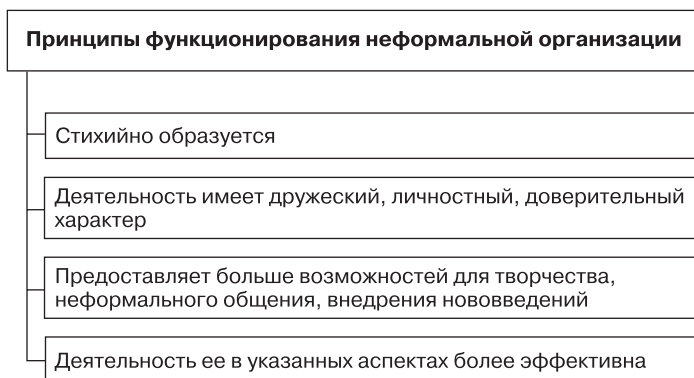 Принципы функционирования неформальной организации
Стихийно образуется
Деятельность имеет дружеский, личностный, доверительный
характер
Предоставляет больше возможностей для творчества,
неформального общения, внедрения нововведений
Деятельность ее в указанных аспектах более эффективна